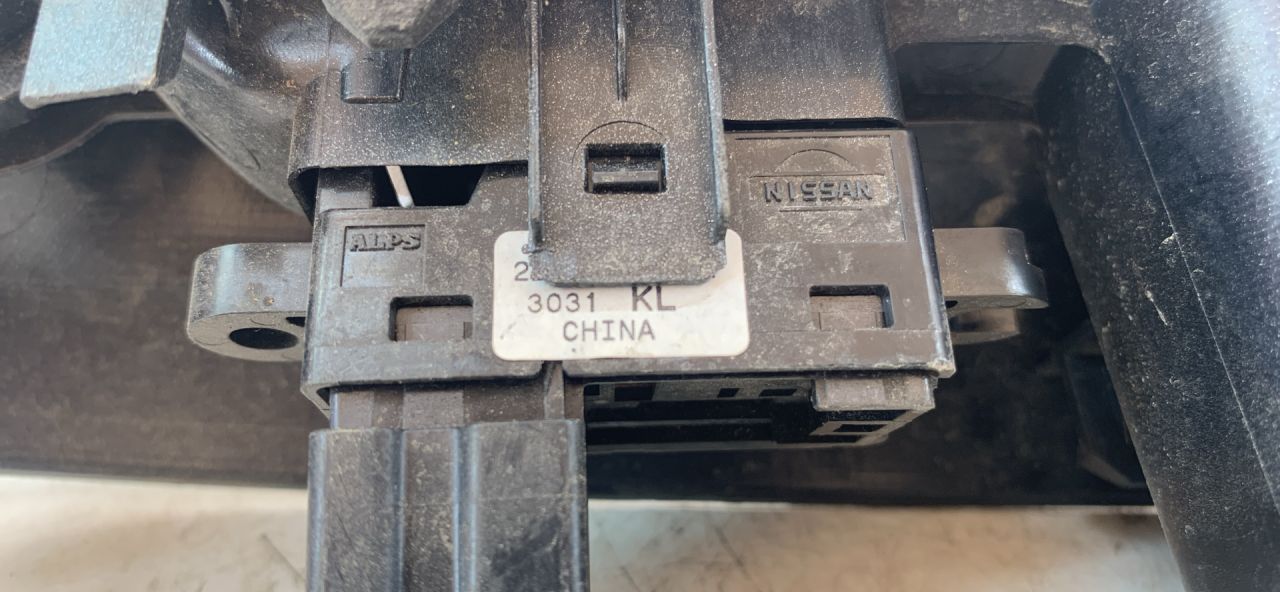 NISSAN
ALPS
3031 KL
CHINA